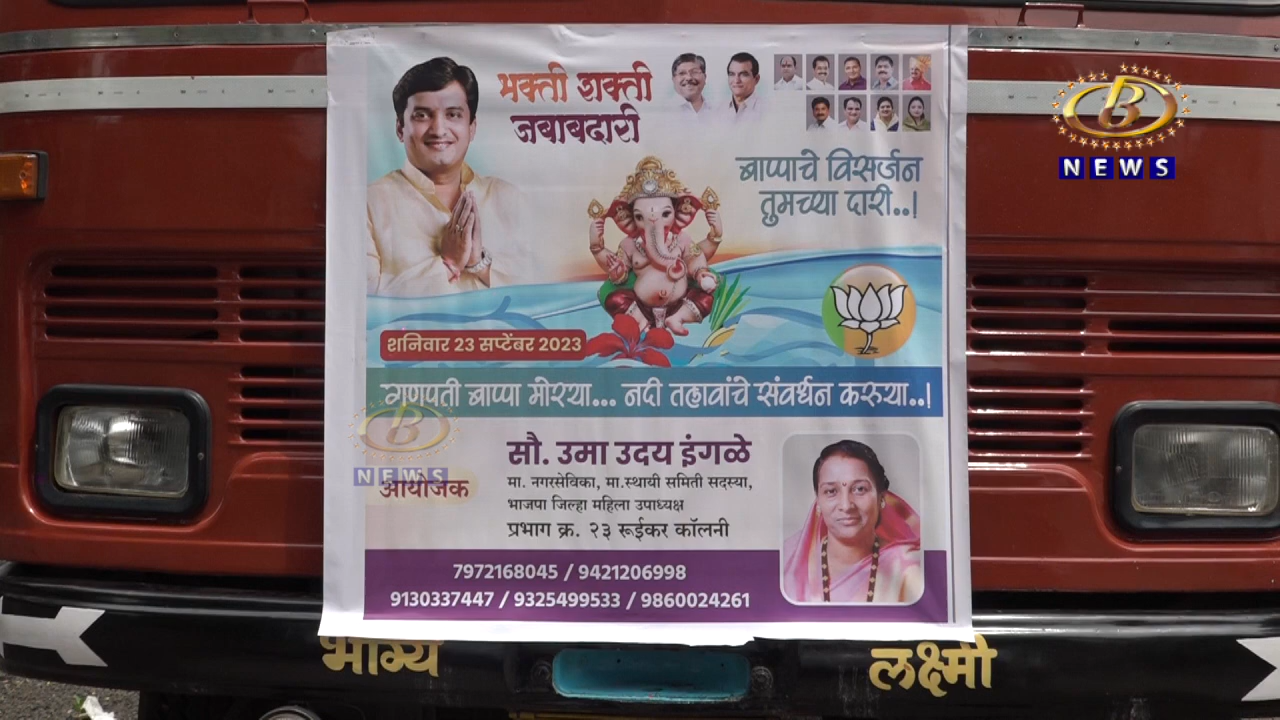 भक्ती शक्ती
जबाबदारी
बाप्पाचे विसर्जन
तुमच्या दारी..!
B
NEWS
शनिवार 23 सप्टेंबर 2023
गणपती बाप्पा मोरया... नदी तलावांचे संवर्धन करुया..!
B
NEWS
आयोजक
सौ. उमा उदय इंगळे
मा. नगरसेविका, मा.स्थायी समिती सदस्या,
भाजपा जिल्हा महिला उपाध्यक्ष
प्रभाग क्र. २३ रूईकर कॉलनी
7972168045 / 9421206998
9130337447 / 9325499533 / 9860024261
भाग्य लक्ष्मी